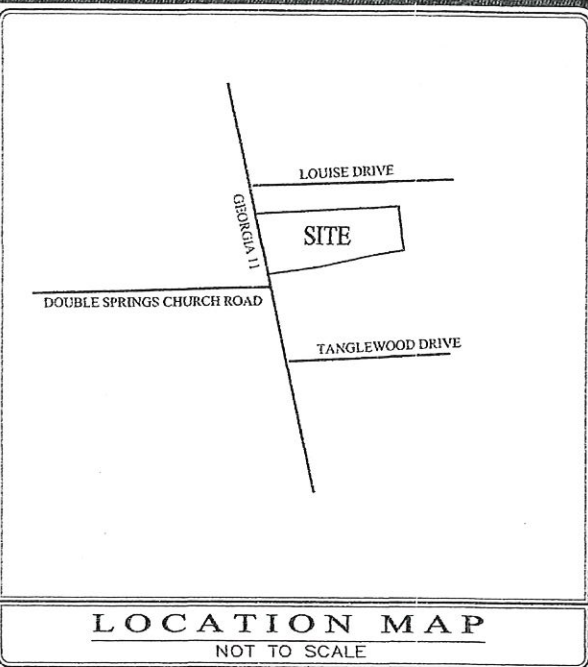 LOUISE DRIVE
GEORGIA 11
SITE
DOUBLE SPRINGS CHURCH ROAD
TANGLEWOOD DRIVE
LOCATION MAP
NOT TO SCALE